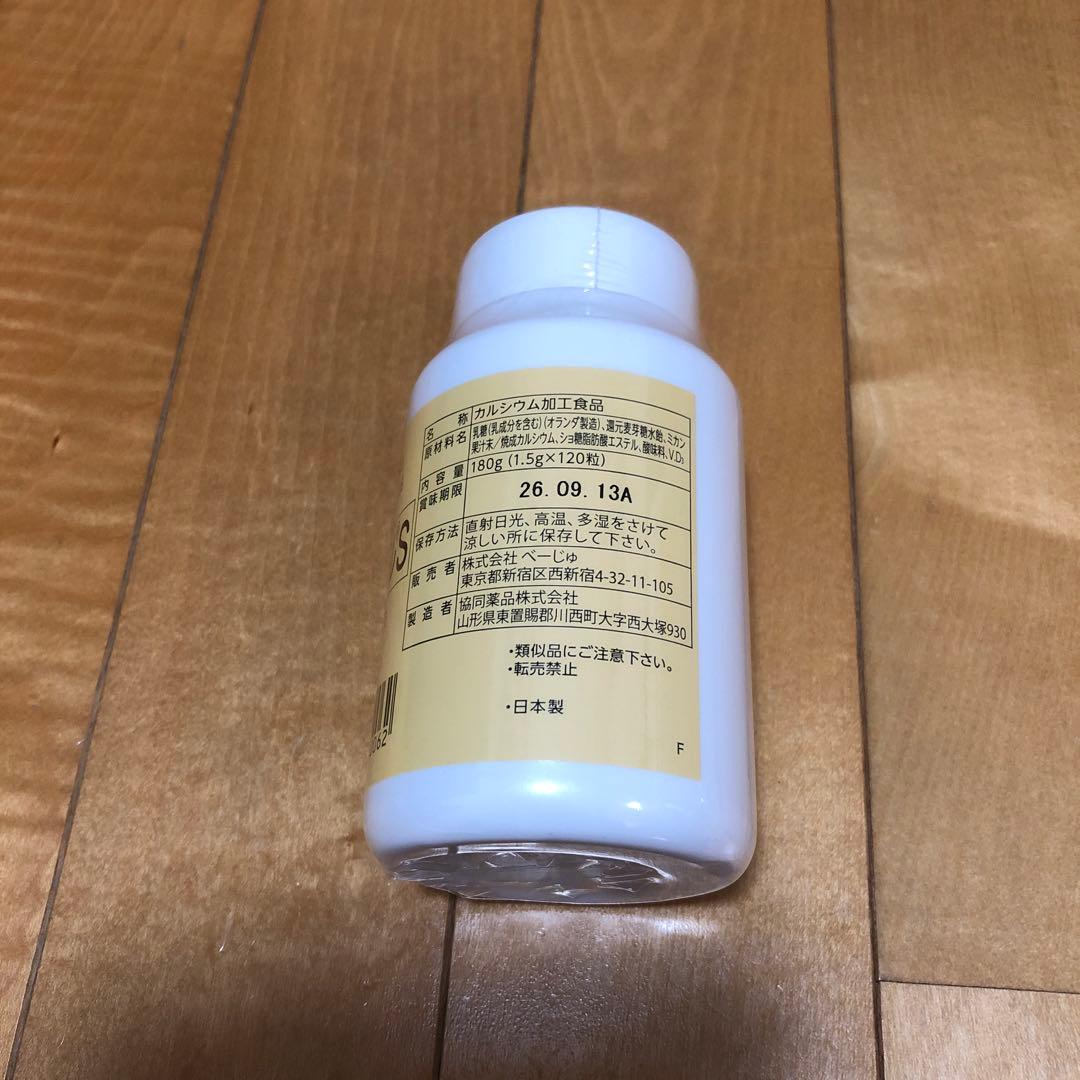 名称 カルシウム加工食品
原材料名 乳糖(乳成分を含む)(オランダ製造)、還元麦芽糖水飴、ミカン
果汁末/焼成カルシウム、ショ糖脂肪酸エステル、酸味料、V.D₃
内容量 180g (1.5g×120粒)
賞味期限 26.09.13A
保存方法 直射日光、高温、多湿をさけて
涼しい所に保存して下さい。
販売者 株式会社 べーじゅ
東京都新宿区西新宿4-32-11-105
製造者 協同薬品株式会社
山形県東置賜郡川西町大字西大塚930
・類似品にご注意下さい。
・転売禁止
・日本製
F
S